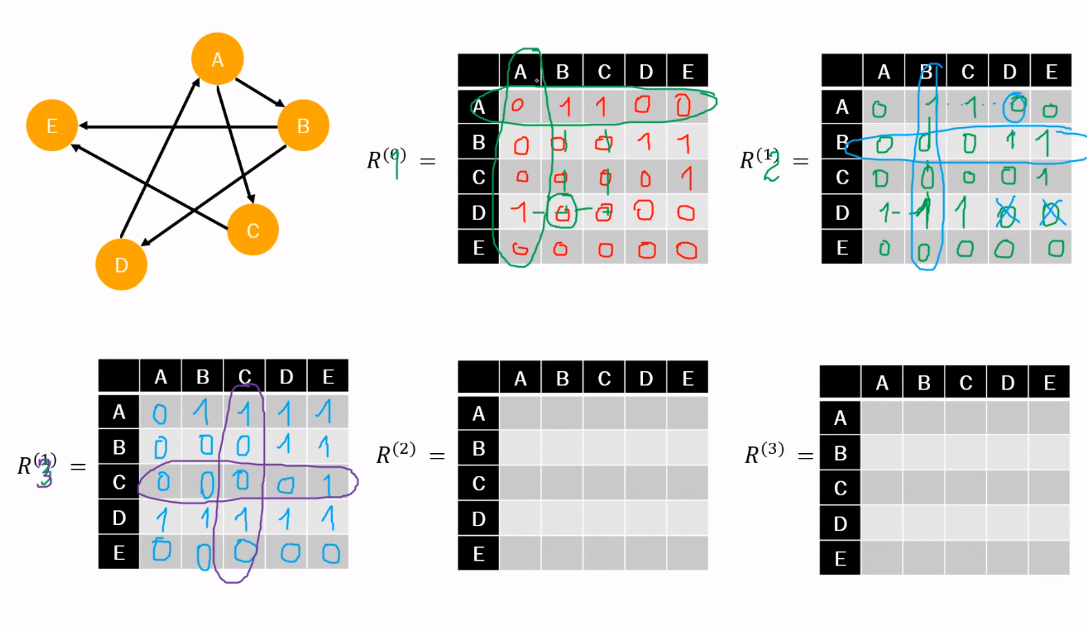 A
E
B
C
D
A B C D E
A 0 1 1 0 0
B 0 0 0 1 1
C 0 0 0 0 1
D 1 0 0 0 0
E 0 0 0 0 0
R(0) =
A B C D E
A 0 1 1 0 0
B 0 0 0 1 1
C 0 0 0 0 1
D 1 1 1 0 0
E 0 0 0 0 0
R(1) =
2
A B C D E
A 0 1 1 1 1
B 0 0 0 1 1
C 0 0 0 0 1
D 1 1 1 1 1
E 0 0 0 0 0
R(1) =
3
A B C D E
A
B
C
D
E
R(2) =
A B C D E
A
B
C
D
E
R(3) =